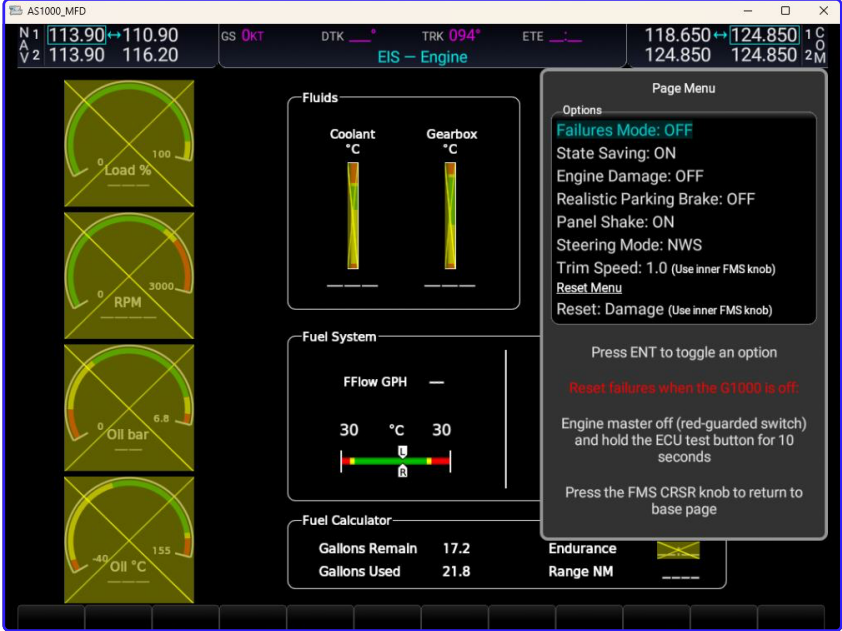 AS1000_MFD
N 1 113.90↔110.90 GS 0KT DTK ___° TRK 094° ETE __:__ 118.650↔124.850 1 C
A EIS – Engine O
V 2 113.90 116.20 124.850 124.850 2 M
Page Menu
Options
Failures Mode: OFF
State Saving: ON
Engine Damage: OFF
Realistic Parking Brake: OFF
Panel Shake: ON
Steering Mode: NWS
Trim Speed: 1.0 (Use inner FMS knob)
Reset Menu
Reset: Damage (Use inner FMS knob)
Press ENT to toggle an option
Reset failures when the G1000 is off:
Engine master off (red-guarded switch)
and hold the ECU test button for 10
seconds
Press the FMS CRSR knob to return to
base page
0 100
Load %
___
0 3000
RPM
___
0 6.8
Oil bar
__
-40 155
Oil °C
___
Fluids
Coolant Gearbox
°C °C
___ ___
Fuel System
FFlow GPH —
30 °C 30
L
R
Fuel Calculator
Gallons Remain 17.2 Endurance
Gallons Used 21.8 Range NM ____